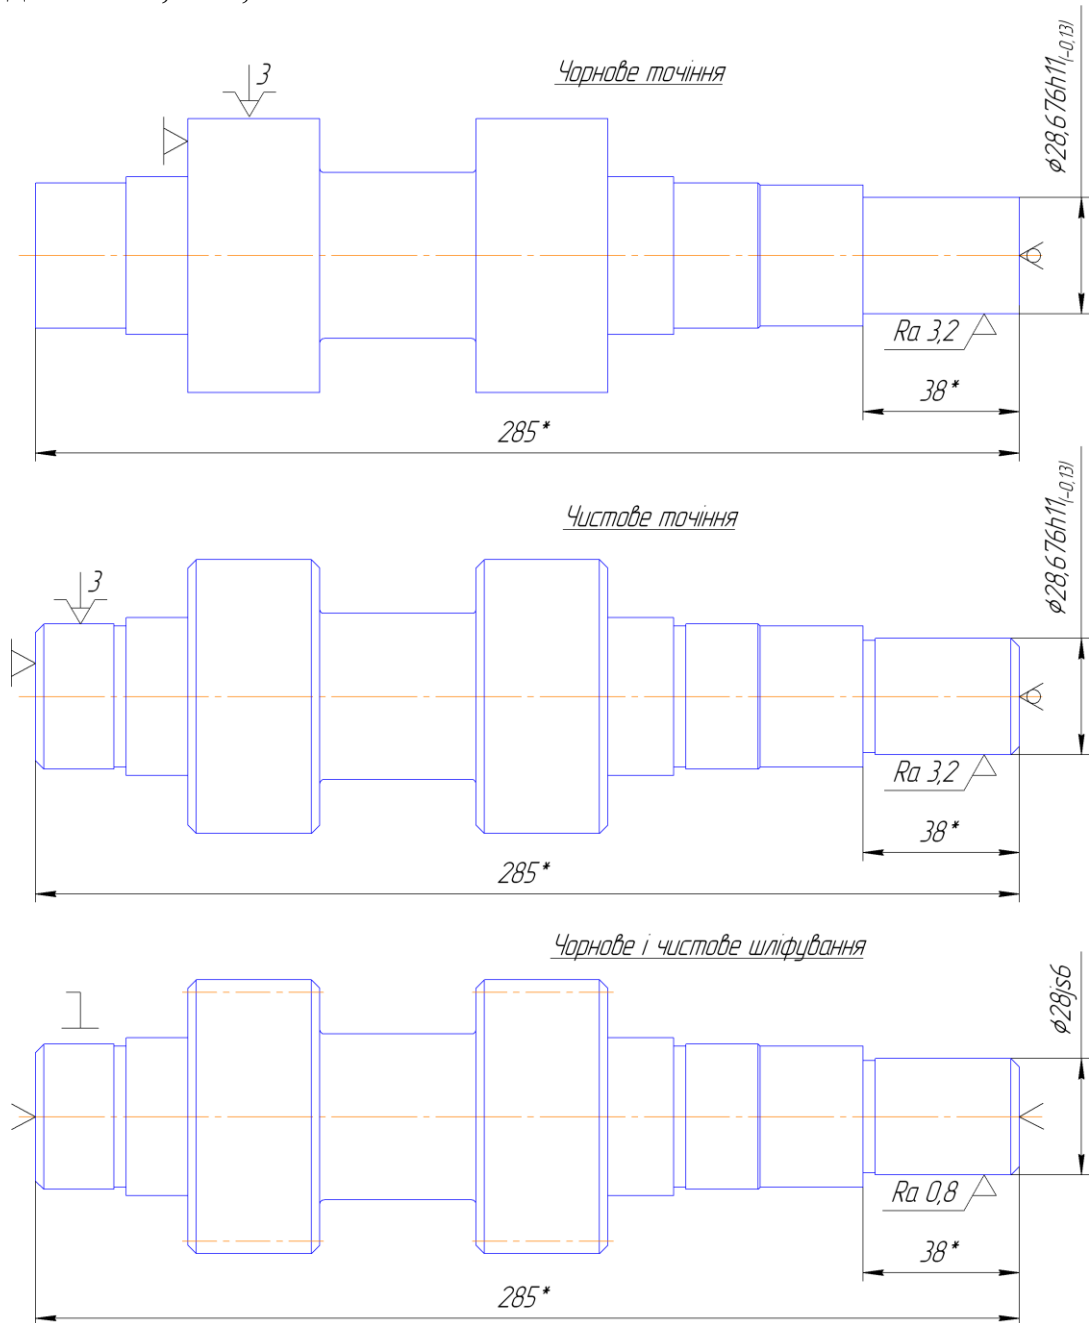 Чорнове точіння
3
ϕ28,676h11(-0,13)
Ra 3,2
38*
285*
Чистове точіння
3
ϕ28,676h11(-0,13)
Ra 3,2
38*
285*
Чорнове і чистове шліфування
ϕ28js6
Ra 0,8
38*
285*